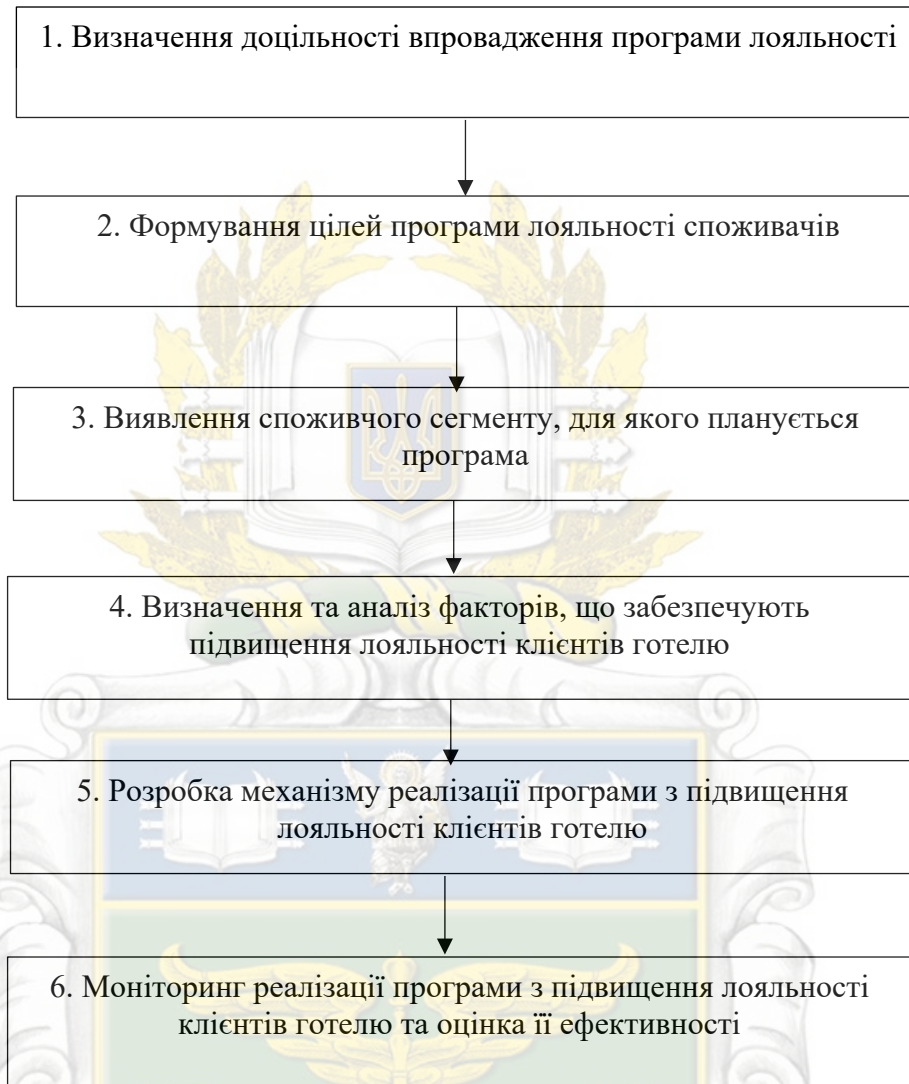 1. Визначення доцільності впровадження програми лояльності
2. Формування цілей програми лояльності споживачів
3. Виявлення споживчого сегменту, для якого планується
програма
4. Визначення та аналіз факторів, що забезпечують
підвищення лояльності клієнтів готелю
5. Розробка механізму реалізації програми з підвищення
лояльності клієнтів готелю
6. Моніторинг реалізації програми з підвищення лояльності
клієнтів готелю та оцінка її ефективності